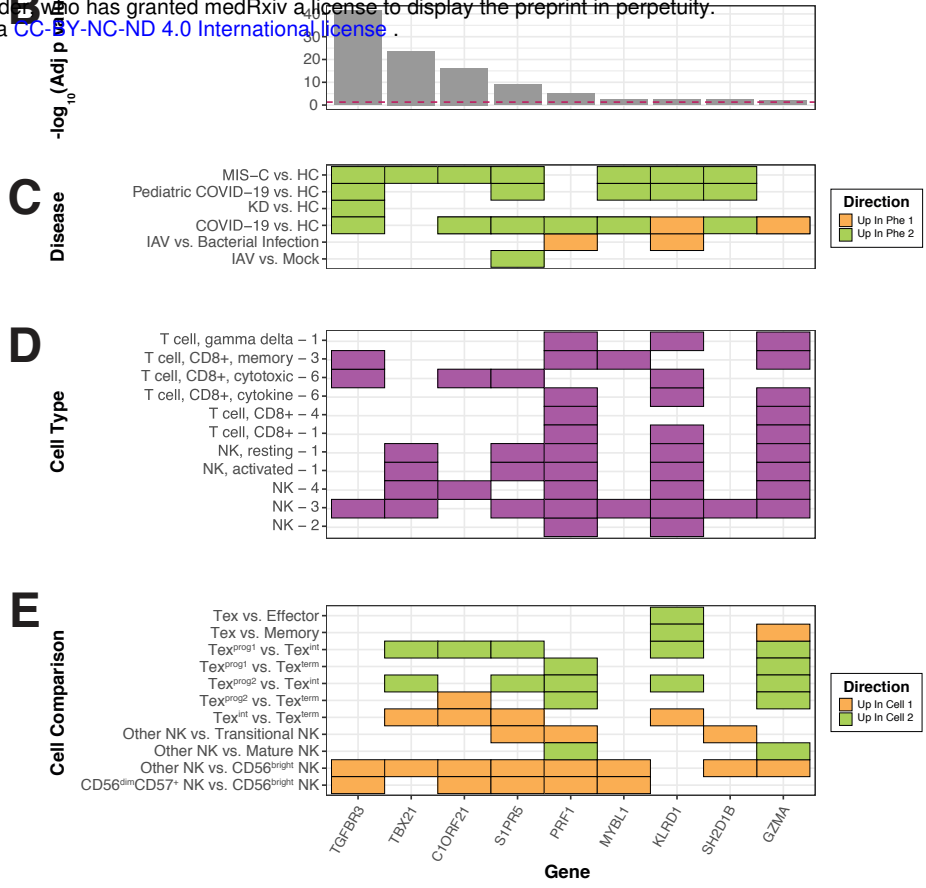 der, who has granted medRxiv a license to display the preprint in perpetuity.
a CC-BY-NC-ND 4.0 International license .
B
-log10(Adj p value
40
30
20
10
0
C
Disease
MIS−C vs. HC
Pediatric COVID−19 vs. HC
KD vs. HC
COVID−19 vs. HC
IAV vs. Bacterial Infection
IAV vs. Mock
Direction
Up In Phe 1
Up In Phe 2
D
Cell Type
T cell, gamma delta − 1
T cell, CD8+, memory − 3
T cell, CD8+, cytotoxic − 6
T cell, CD8+, cytokine − 6
T cell, CD8+ − 4
T cell, CD8+ − 1
NK, resting − 1
NK, activated − 1
NK − 4
NK − 3
NK − 2
E
Cell Comparison
Tex vs. Effector
Tex vs. Memory
Texprog1 vs. Texint
Texprog1 vs. Texterm
Texprog2 vs. Texint
Texprog2 vs. Texterm
Texint vs. Texterm
Other NK vs. Transitional NK
Other NK vs. Mature NK
Other NK vs. CD56bright NK
CD56dimCD57+ NK vs. CD56bright NK
Direction
Up In Cell 1
Up In Cell 2
TGFBR3
TBX21
C1ORF21
S1PR5
PRF1
MYBL1
KLRD1
SH2D1B
GZMA
Gene